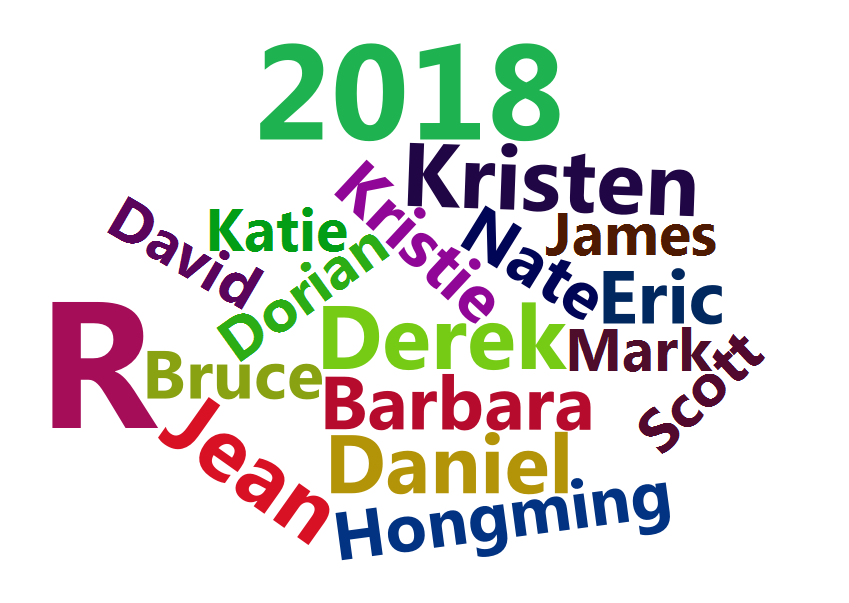 2018
Kristen
Kristie
David
Katie
Nate
James
Dorian
Eric
R
Derek
Mark
Scott
Bruce
Barbara
Jean
Daniel
Hongming